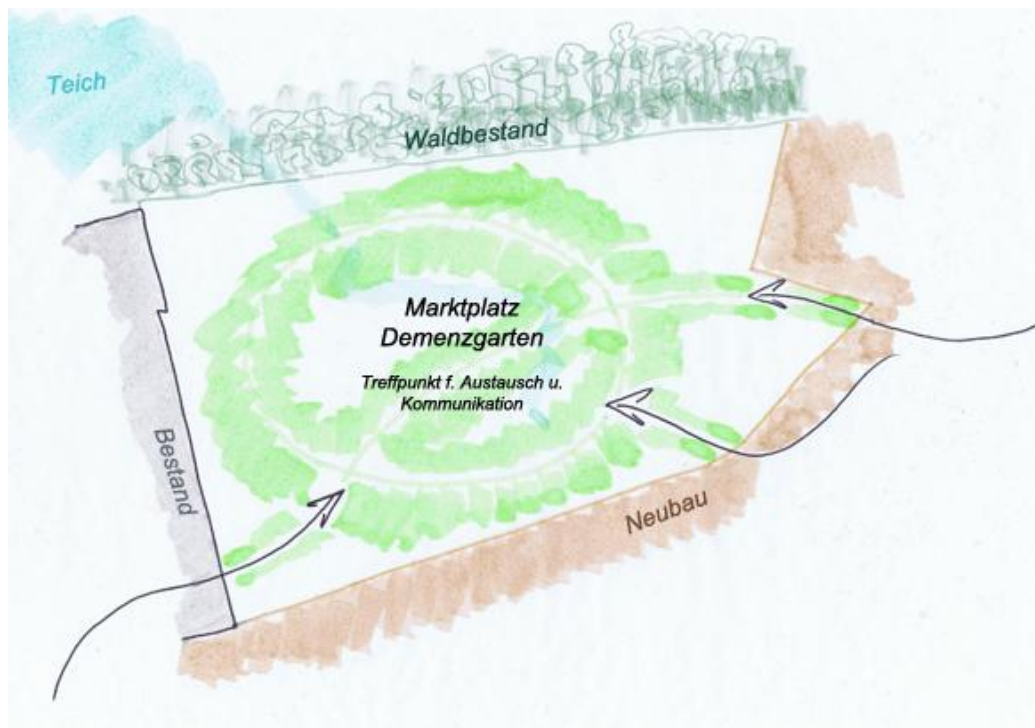 Teich
Waldbestand
Marktplatz
Demenzgarten
Treffpunkt f. Austausch u.
Kommunikation
Bestand
Neubau